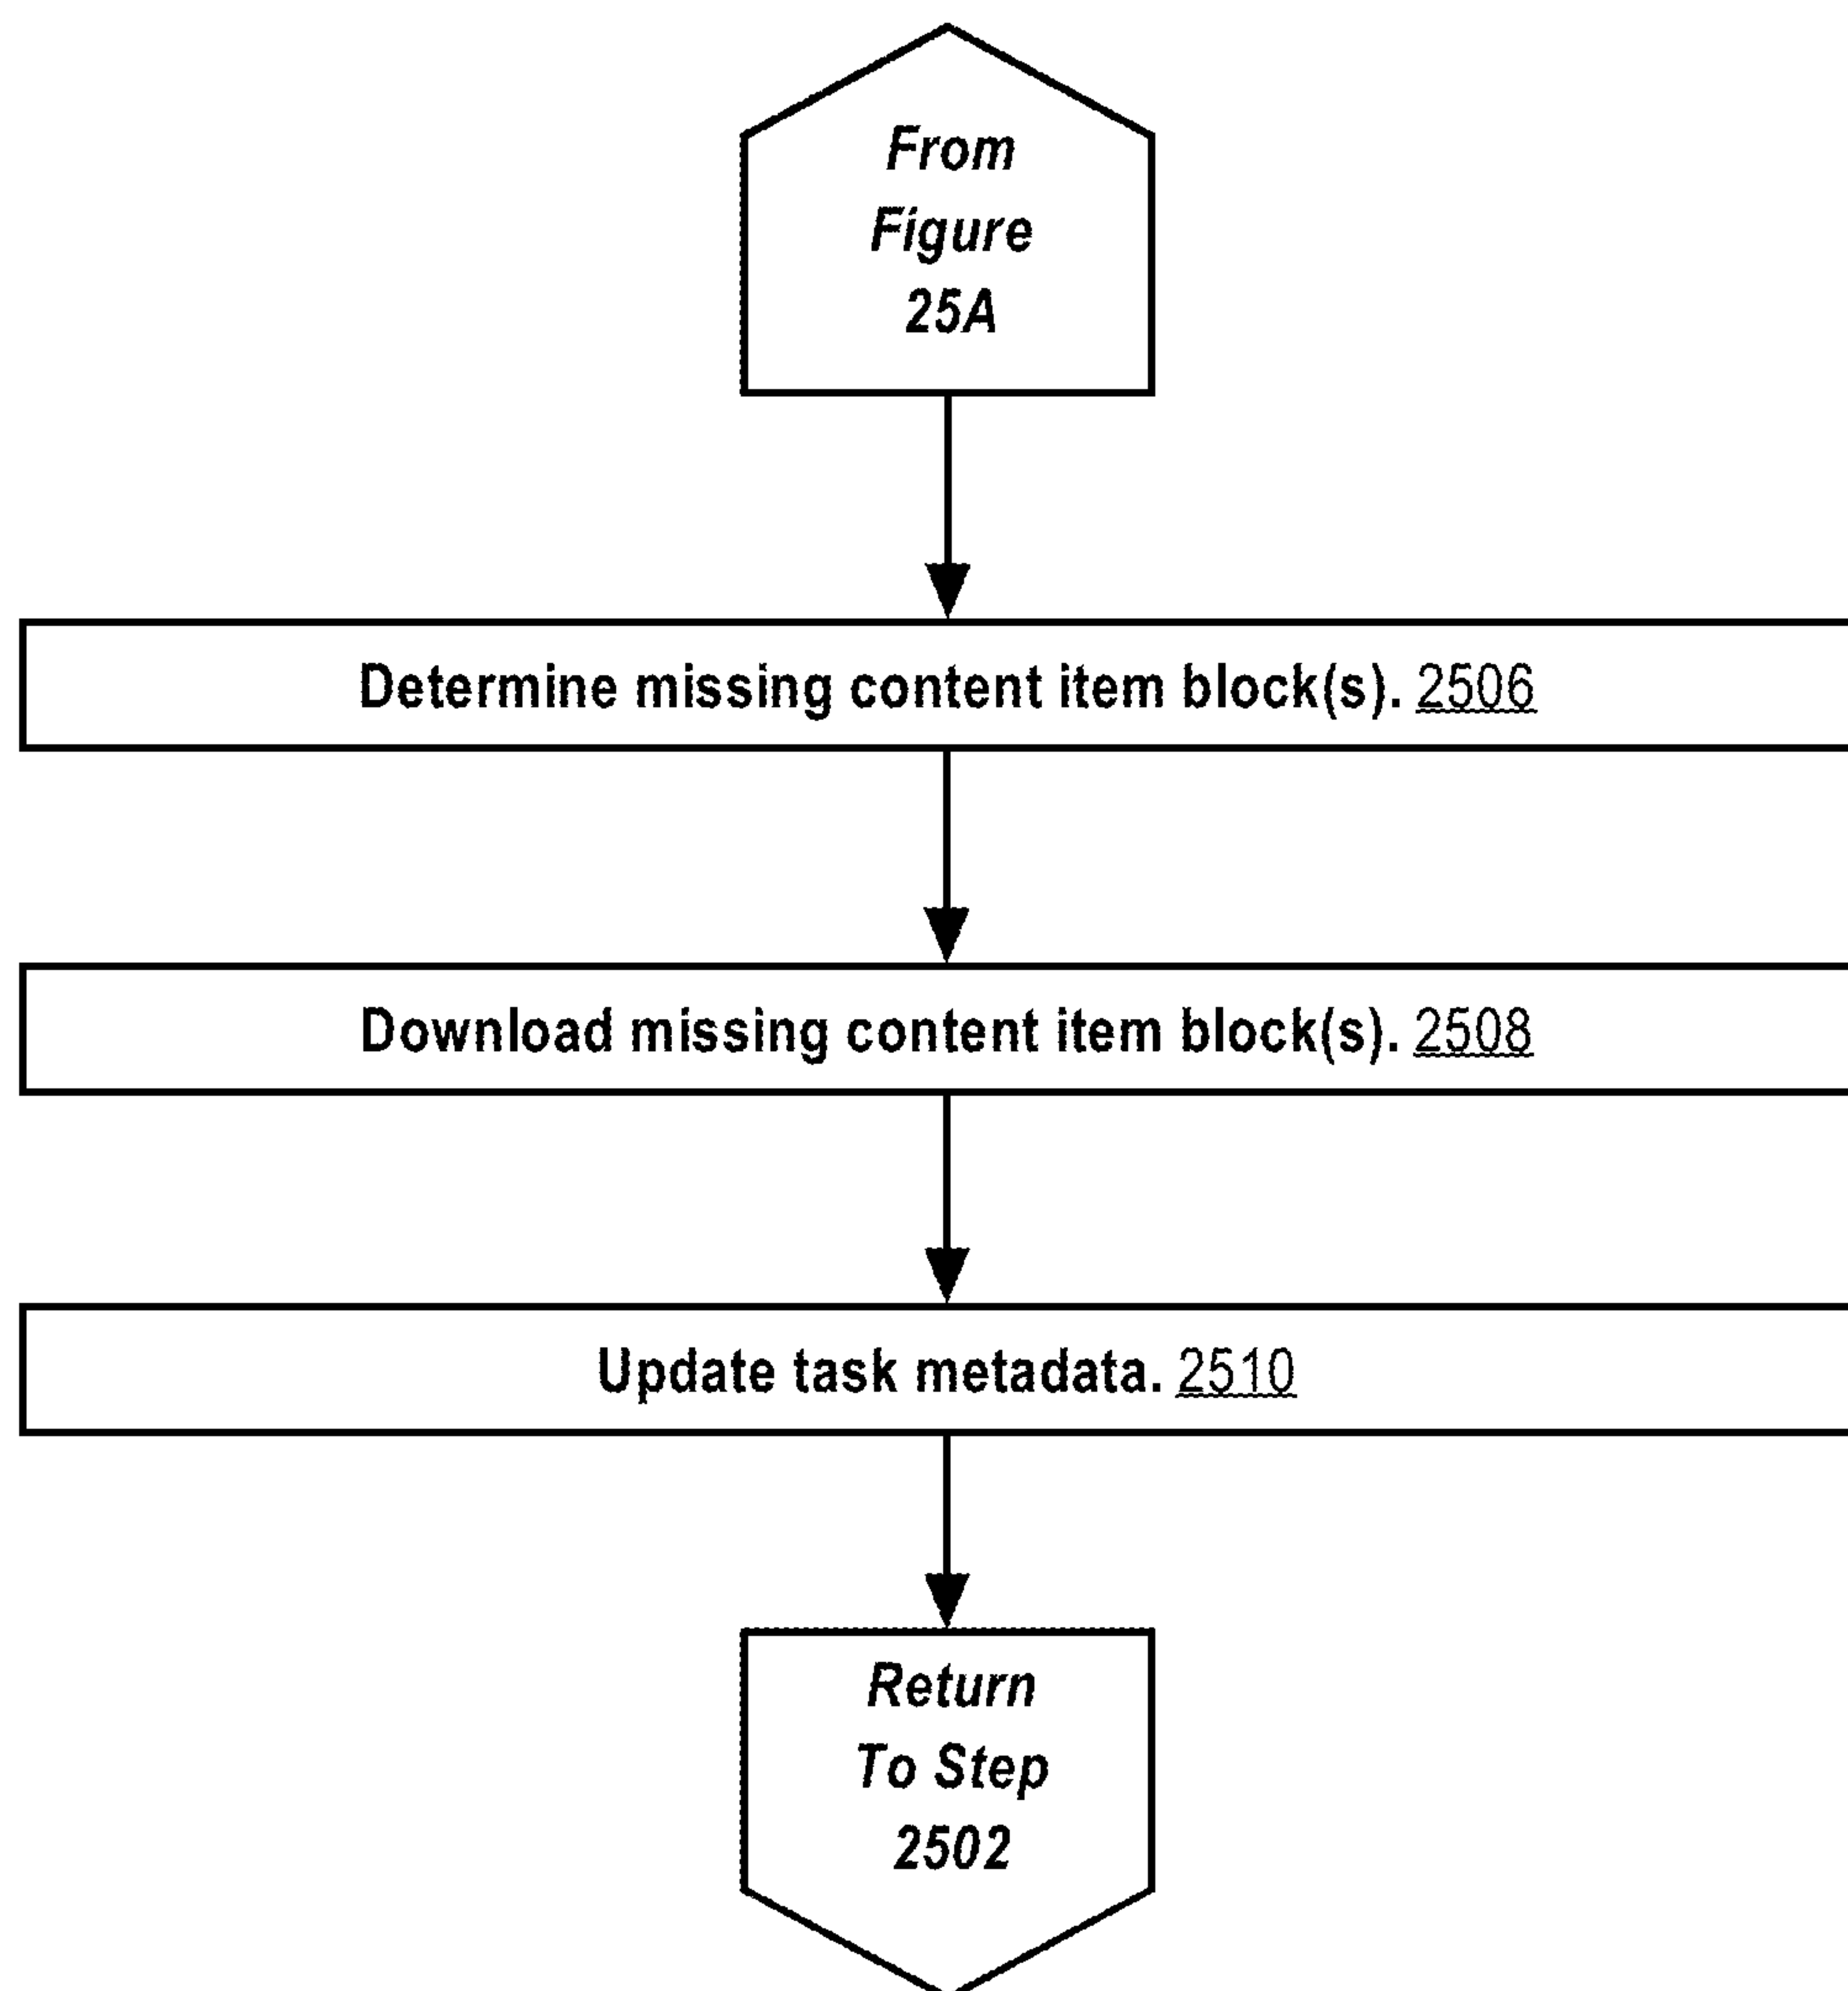 From
Figure
25A
Determine missing content item block(s). 2506
Download missing content item block(s). 2508
Update task metadata. 2510
Return
To Step
2502